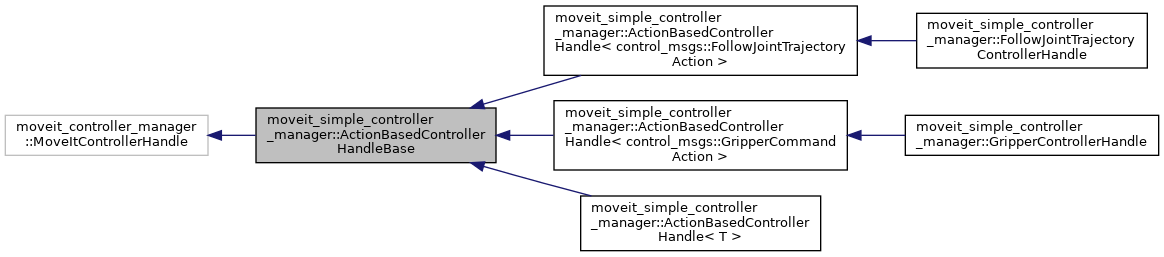 moveit_controller_manager
::MoveItControllerHandle
moveit_simple_controller
_manager::ActionBasedController
HandleBase
moveit_simple_controller
_manager::ActionBasedController
Handle< control_msgs::FollowJointTrajectory
Action >
moveit_simple_controller
_manager::FollowJointTrajectory
ControllerHandle
moveit_simple_controller
_manager::ActionBasedController
Handle< control_msgs::GripperCommand
Action >
moveit_simple_controller
_manager::GripperControllerHandle
moveit_simple_controller
_manager::ActionBasedController
Handle< T >